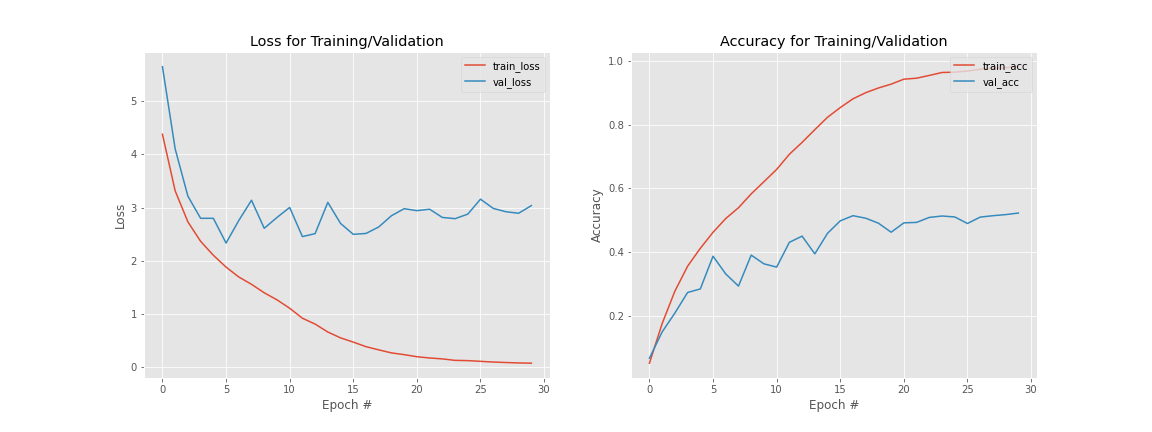 Loss for Training/Validation
train_loss
val_loss
5
4
3
2
1
0
Loss
0 5 10 15 20 25 30
Epoch #
Accuracy for Training/Validation
train_acc
val_acc
1.0
0.8
0.6
0.4
0.2
Accuracy
0 5 10 15 20 25 30
Epoch #